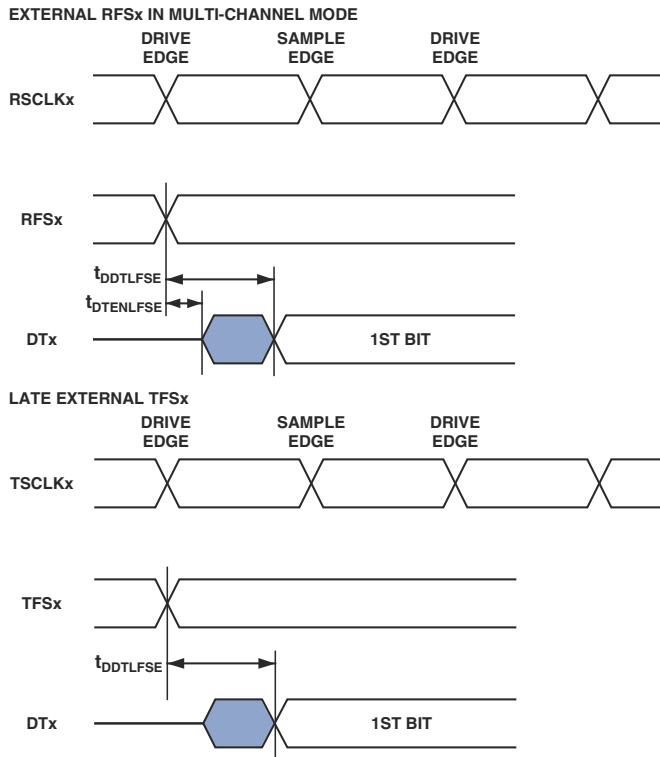 EXTERNAL RFSx IN MULTI-CHANNEL MODE
DRIVE EDGE
SAMPLE EDGE
DRIVE EDGE
RSCLKx
RFSx
tDDTLFSE
tDTENLFSE
DTx
1ST BIT
LATE EXTERNAL TFSx
DRIVE EDGE
SAMPLE EDGE
DRIVE EDGE
TSCLKx
TFSx
tDDTLFSE
DTx
1ST BIT